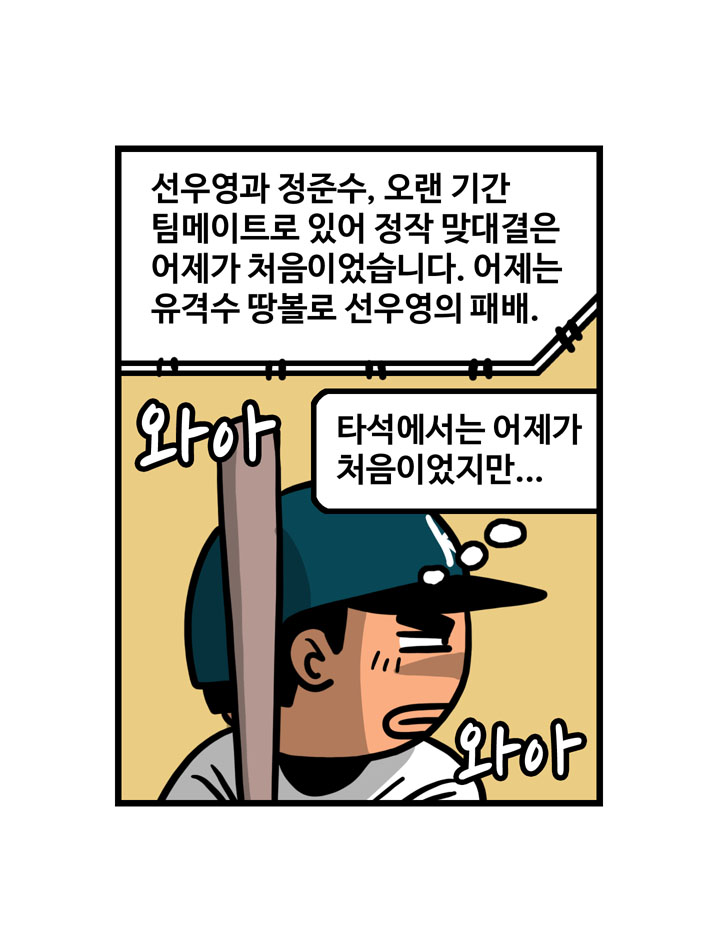 선우영과 정준수, 오랜 기간
팀메이트로 있어 정작 맞대결은
어제가 처음이었습니다. 어제는
유격수 땅볼로 선우영의 패배.
와아
타석에서는 어제가
처음이었지만...
와아